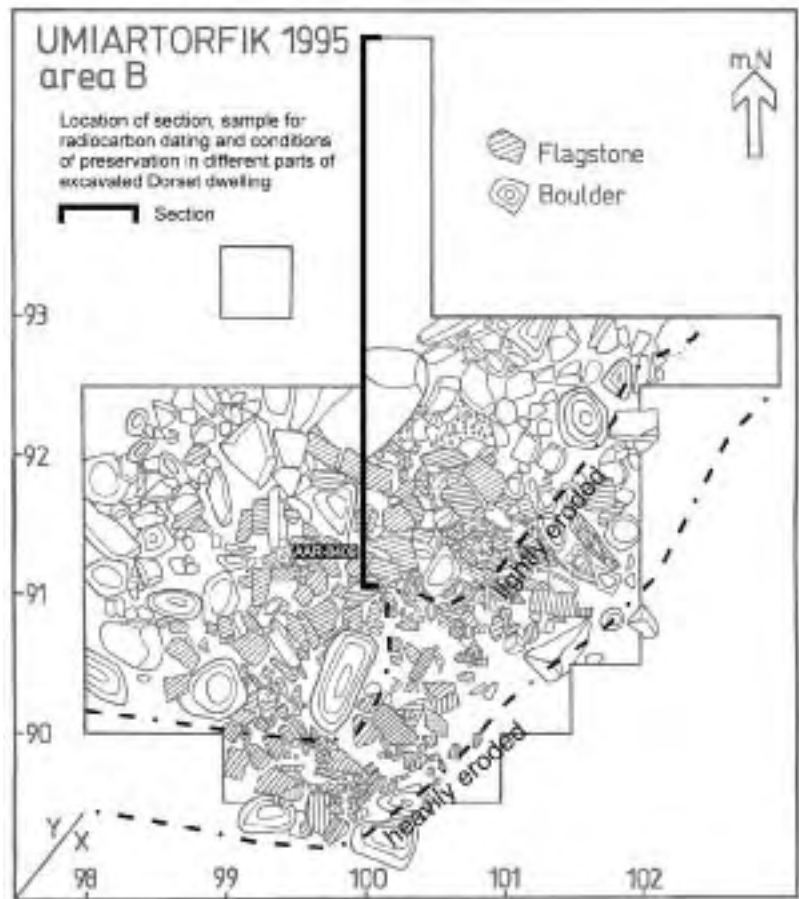 UMIARTORFIK 1995
area B
Location of section, sample for
radiocarbon dating and conditions
of preservation in different parts of
excavated Dorset dwelling
Section
m.N
Flagstone
Boulder
93
92
91
90
lightly eroded
heavily eroded
Y
X
98
99
100
101
102